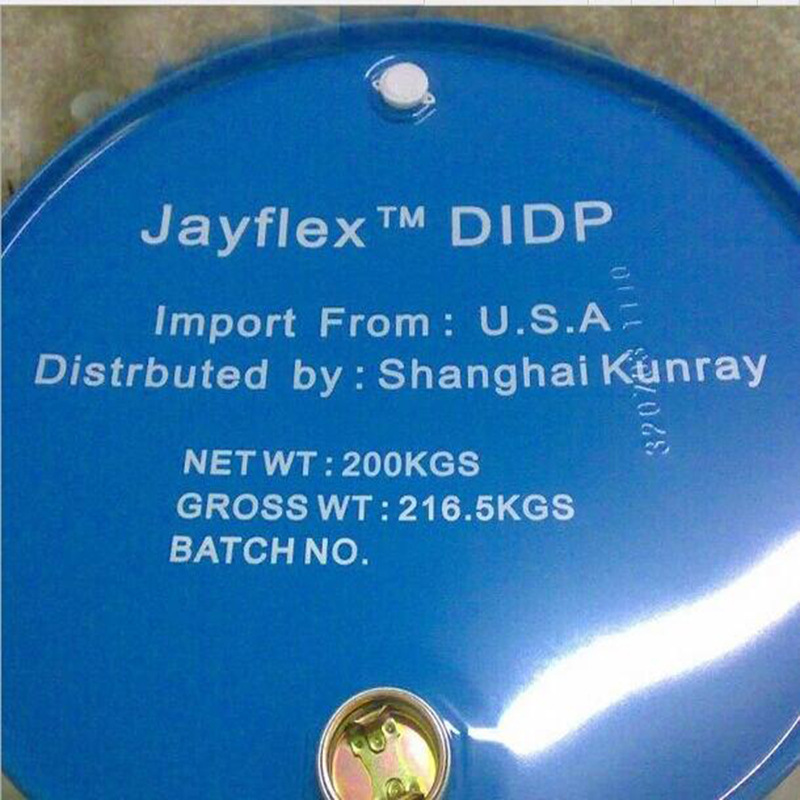 Jayflex™ DIDP
Import From: U.S.A
Distrbuted by: Shanghai Kunray
NET WT: 200KGS
GROSS WT: 216.5KGS
BATCH NO.